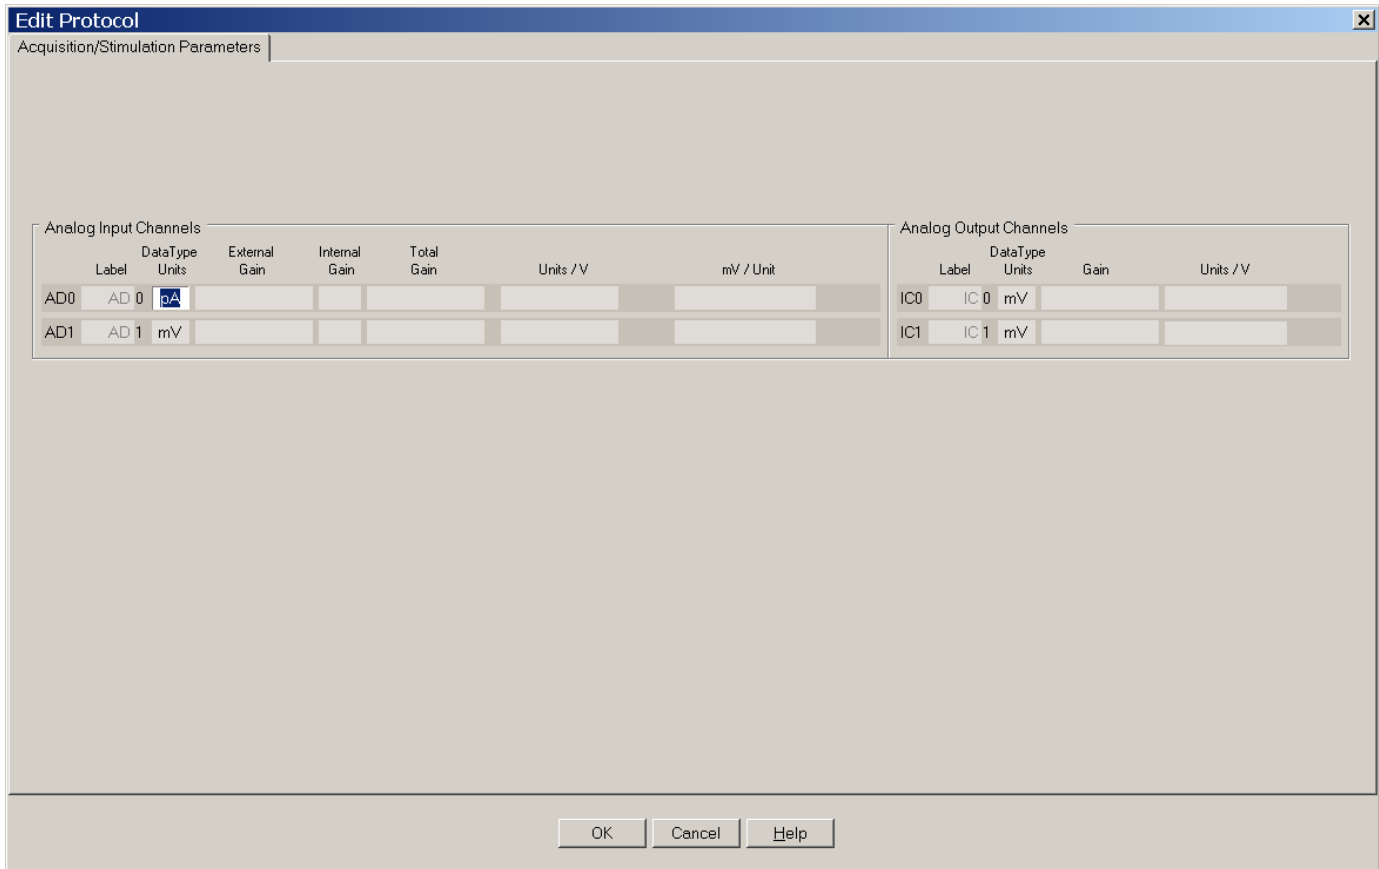 Edit Protocol
Acquisition/Stimulation Parameters
Analog Input Channels
DataType External Internal Total
Label Units Gain Gain Gain Units / V mV / Unit
AD0 AD 0 pA
AD1 AD 1 mV
Analog Output Channels
DataType
Label Units Gain Units / V
IC0 IC 0 mV
IC1 IC 1 mV
OK Cancel Help